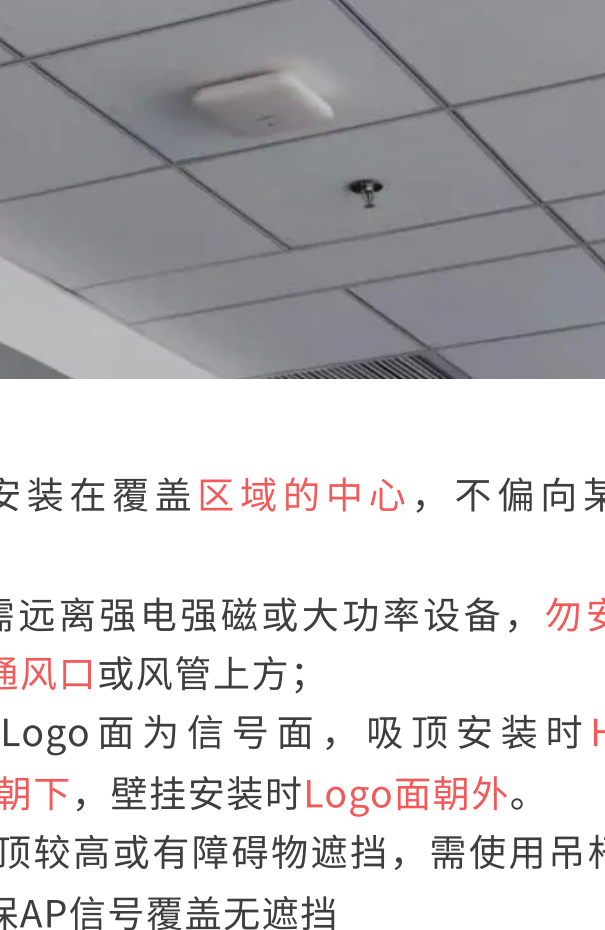 安装在覆盖区域的中心，不偏向某
需远离强电强磁或大功率设备，勿安
通风口或风管上方；
Logo面为信号面，吸顶安装时H
朝下，壁挂安装时Logo面朝外。
顶较高或有障碍物遮挡，需使用吊杆
保AP信号覆盖无遮挡